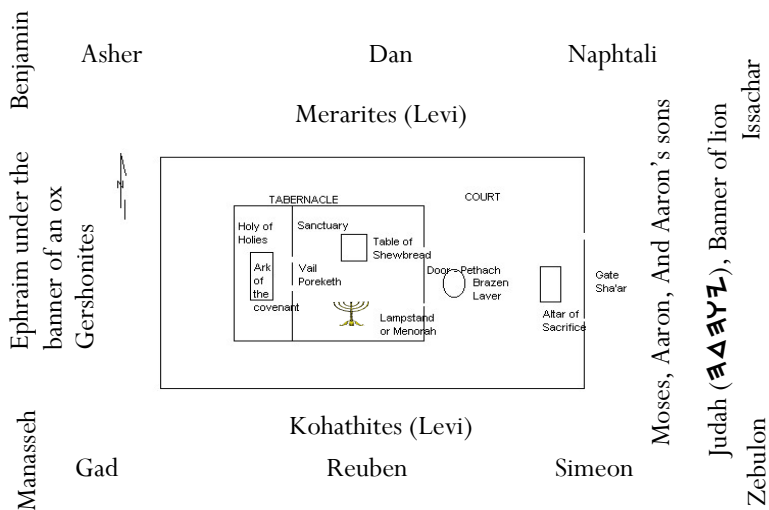 Benjamin
Asher
Dan
Naphtali
Issachar
Merarites (Levi)
Ephraim under the
banner of an ox
Gershonites
N
TABERNACLE
COURT
Holy of
Holies
Sanctuary
Table of
Shewbread
Ark
of
the
covenant
Vail
Poreketh
Door - Pethach
Brazen
Laver
Gate
Sha'ar
Lampstand
or Menorah
Altar of
Sacrifice
Moses, Aaron, And Aaron's sons
Judah (𐤉𐤅𐤄𐤃𐤄), Banner of lion
Kohathites (Levi)
Manasseh
Gad
Reuben
Simeon
Zebulon